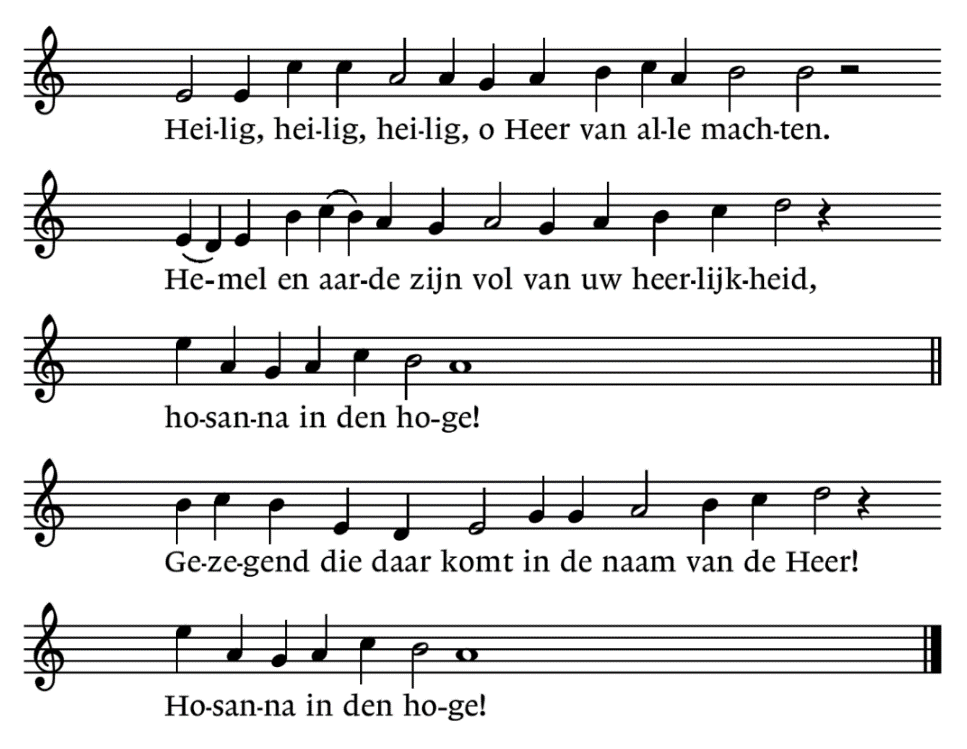 Hei-lig, hei-lig, hei-lig, o Heer van al-le mach-ten.
He-mel en aar-de zijn vol van uw heer-lijk-heid,
ho-san-na in den ho-ge!
Ge-ze-gend die daar komt in de naam van de Heer!
Ho-san-na in den ho-ge!